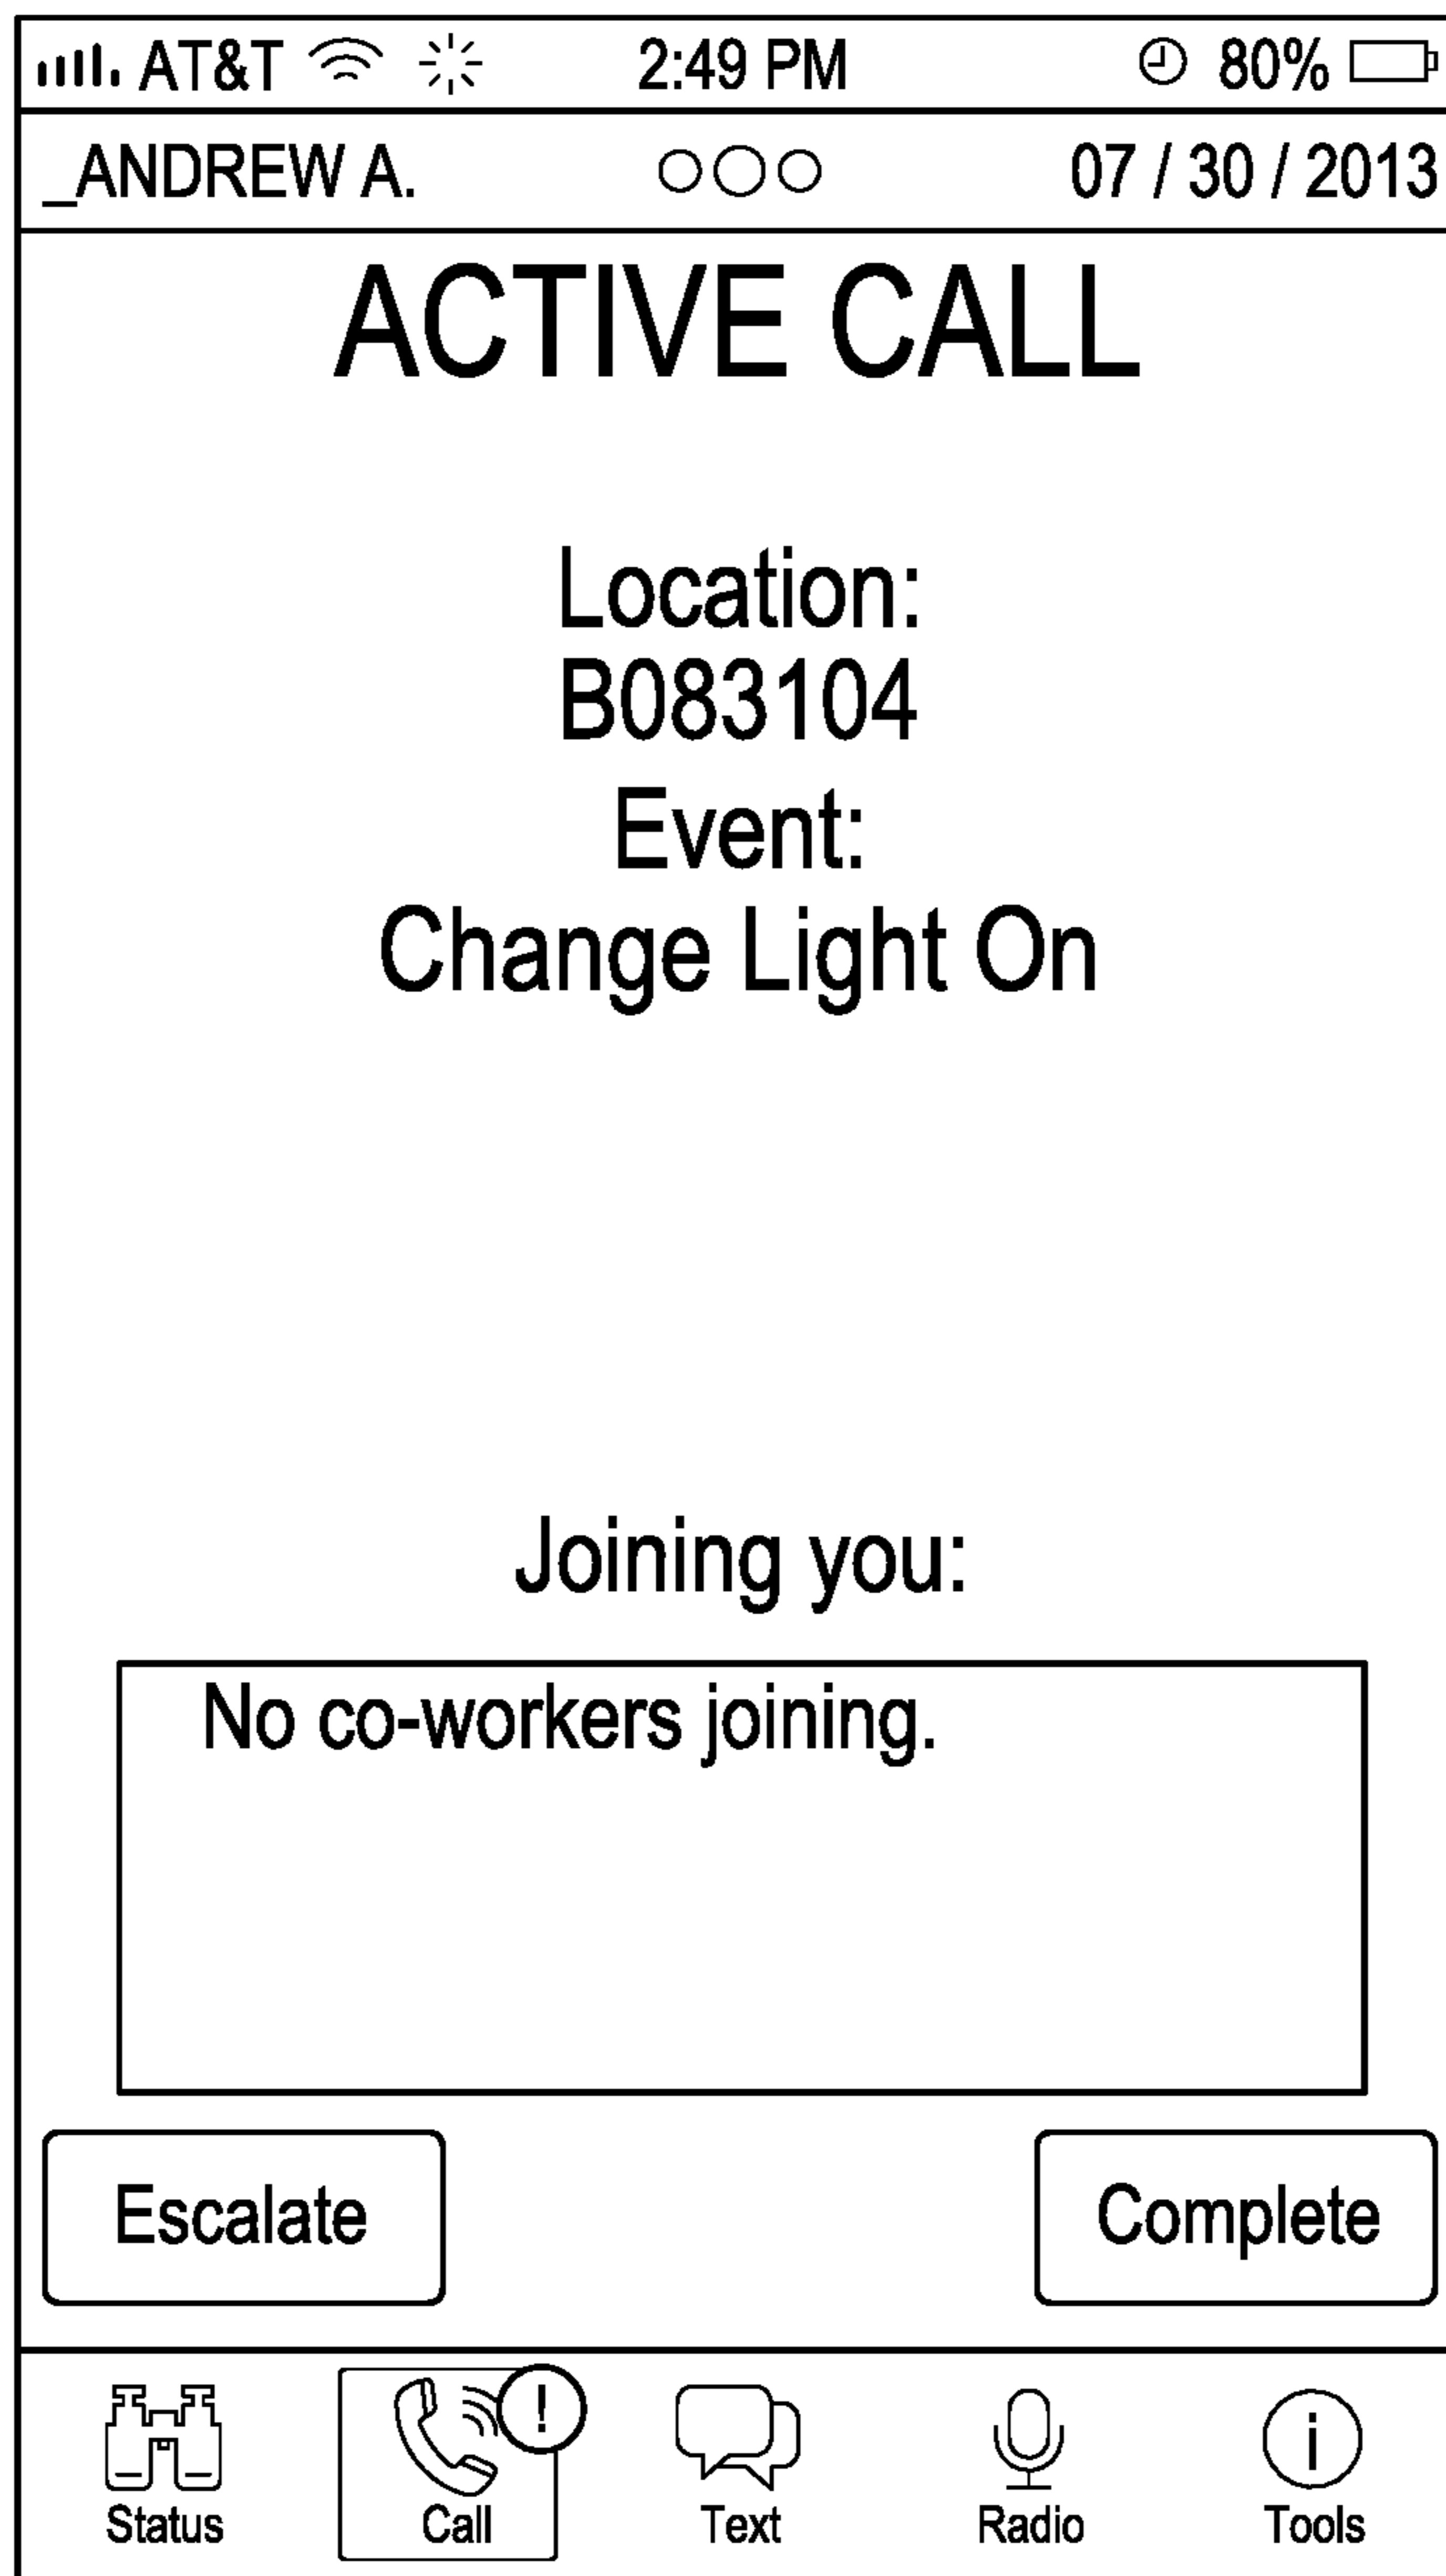 AT&T 2:49 PM 80%
_ANDREW A. 07 / 30 / 2013
ACTIVE CALL
Location:
B083104
Event:
Change Light On
Joining you:
No co-workers joining.
Escalate Complete
!
i
Status Call Text Radio Tools